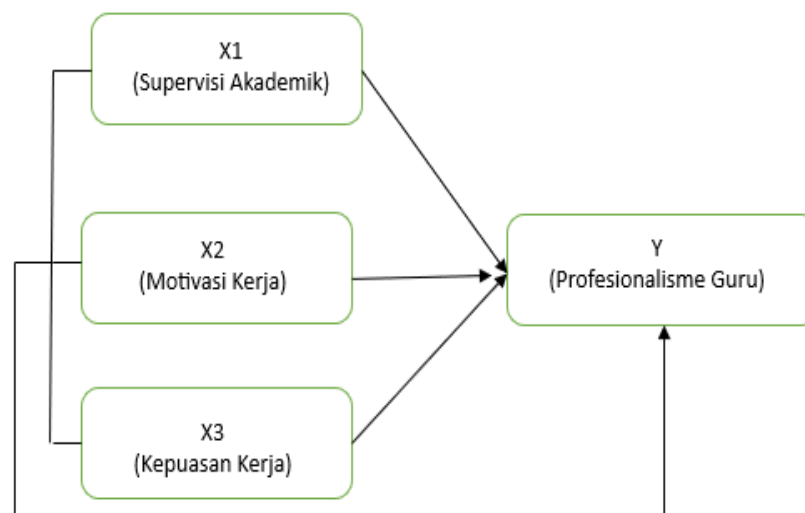 X1
(Supervisi Akademik)
X2
(Motivasi Kerja)
Y
(Profesionalisme Guru)
X3
(Kepuasan Kerja)